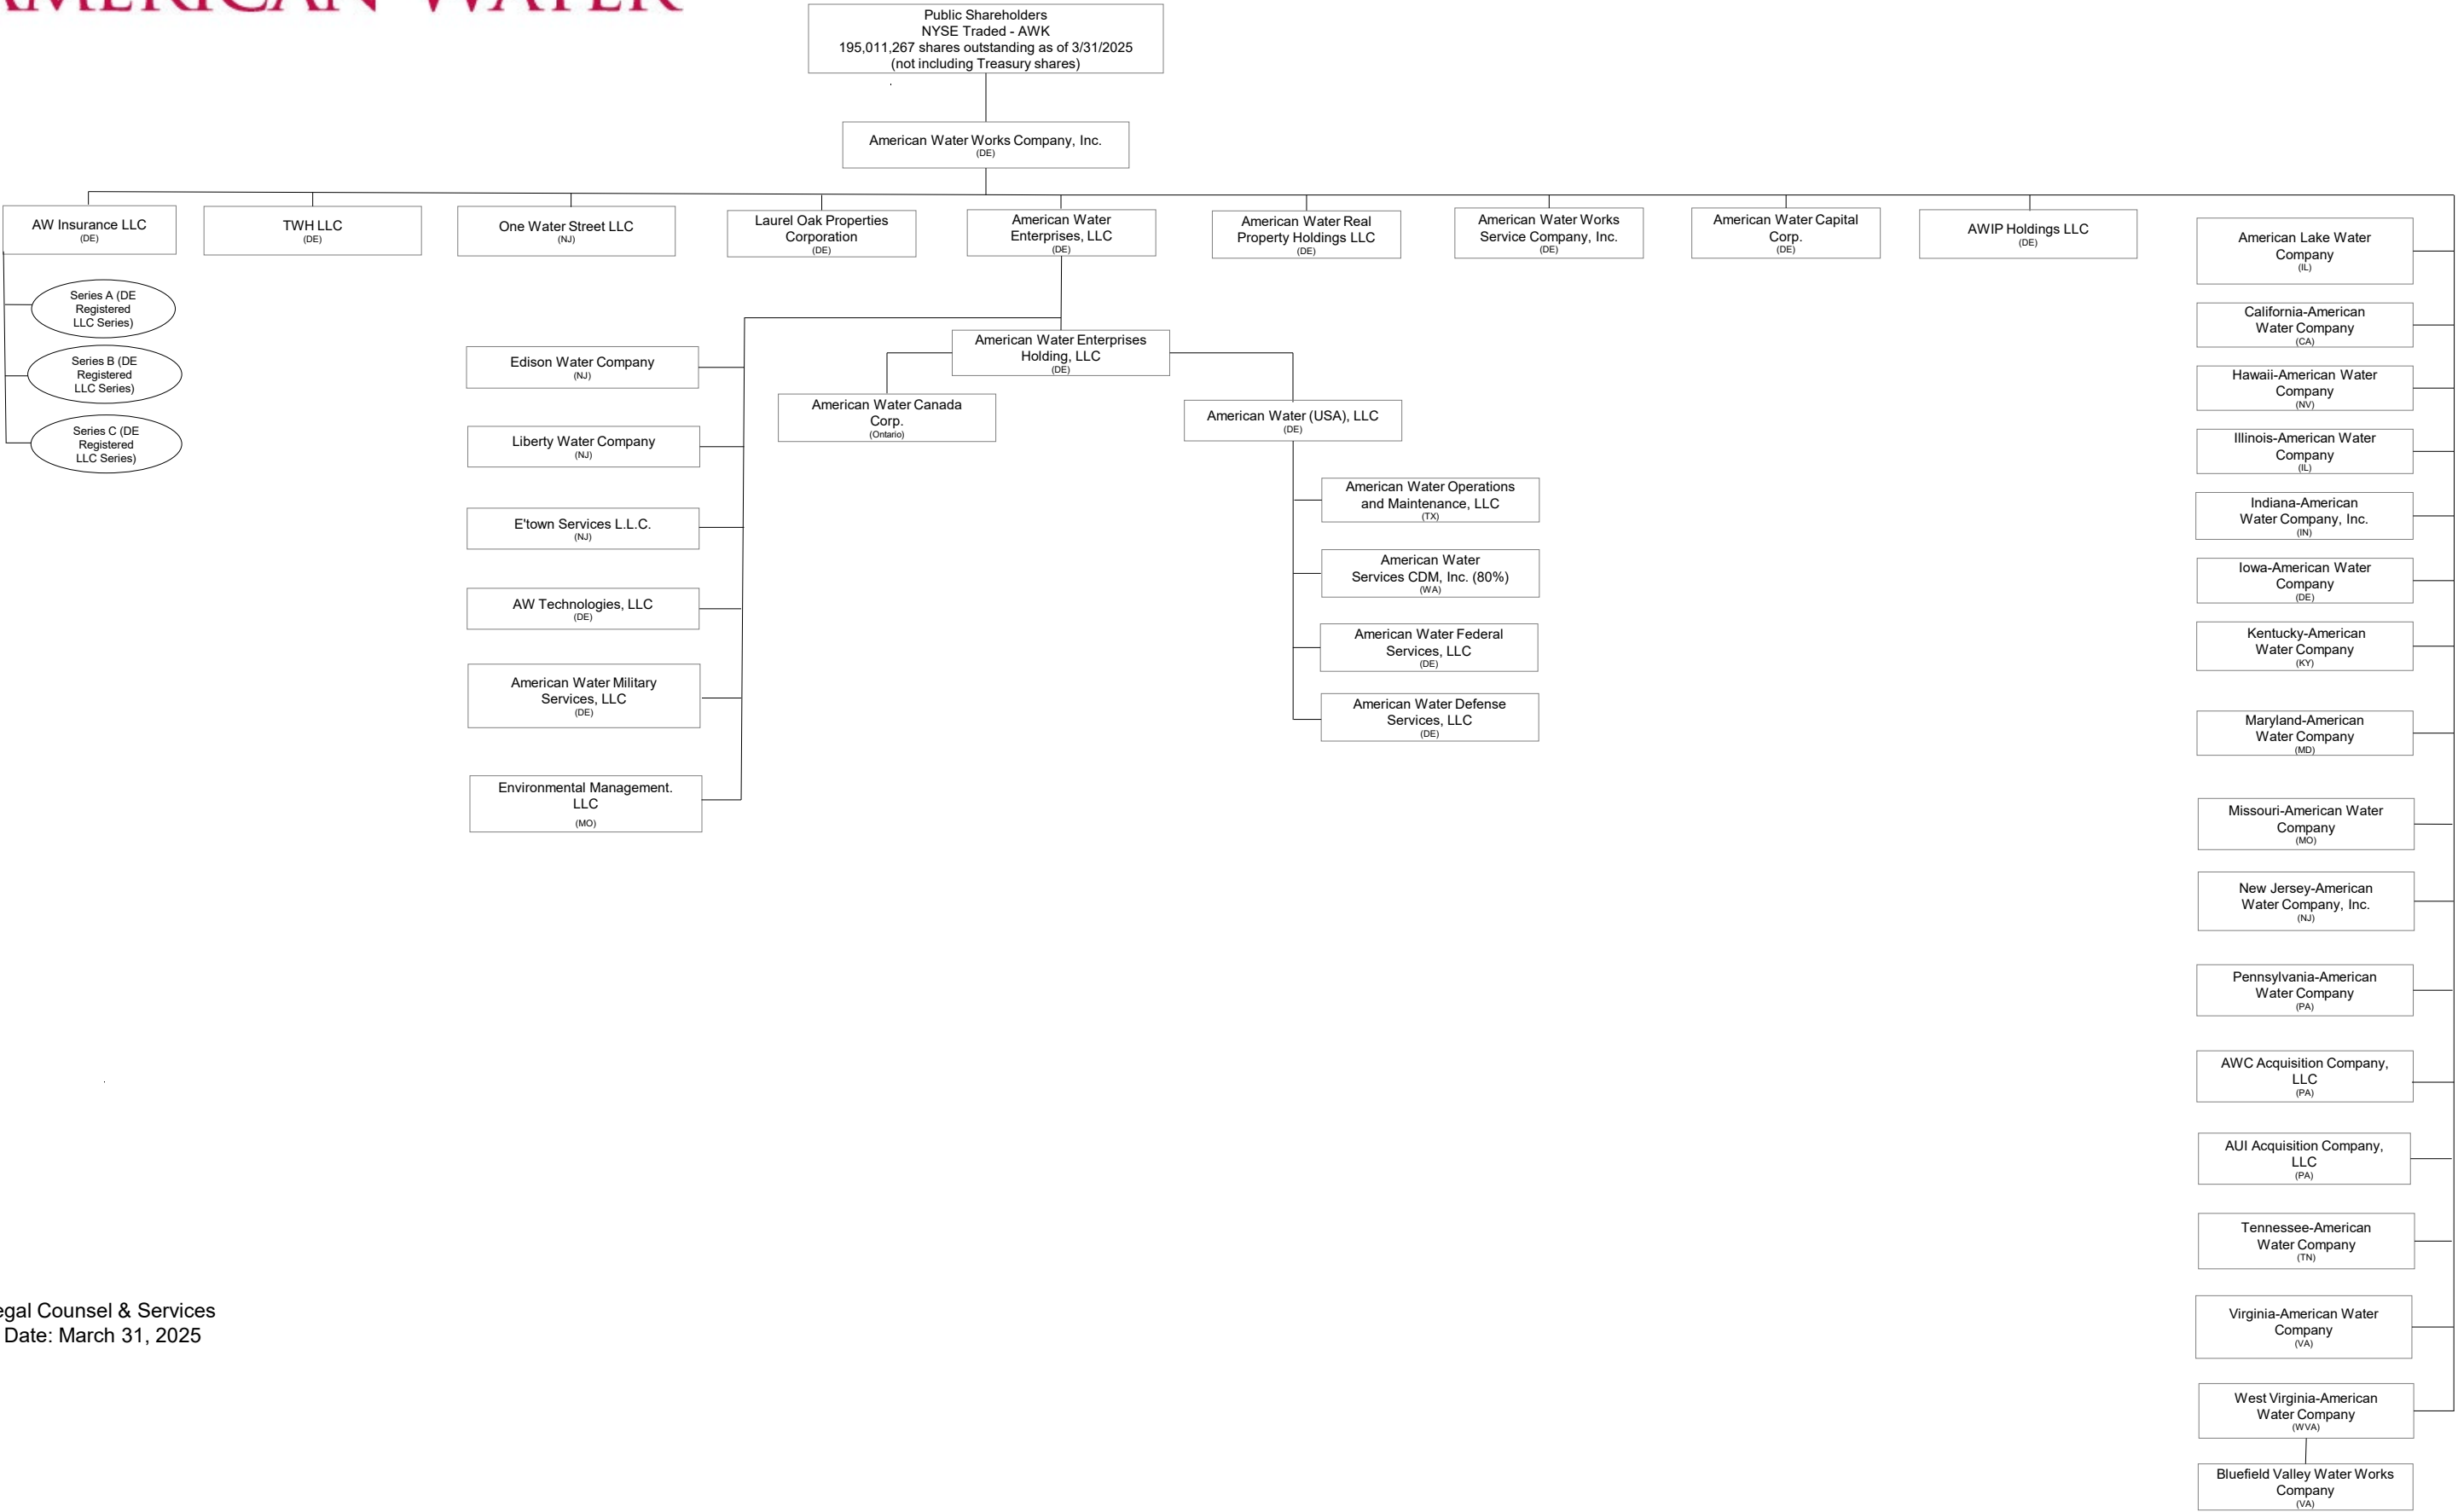 AMERICAN WATER
Public Shareholders
NYSE Traded - AWK
195,011,267 shares outstanding as of 3/31/2025
(not including Treasury shares)
American Water Works Company, Inc.
(DE)
AW Insurance LLC
(DE)
Series A (DE
Registered
LLC Series)
Series B (DE
Registered
LLC Series)
Series C (DE
Registered
LLC Series)
TWH LLC
(DE)
One Water Street LLC
(NJ)
Laurel Oak Properties
Corporation
(DE)
American Water
Enterprises, LLC
(DE)
American Water Real
Property Holdings LLC
(DE)
American Water Works
Service Company, Inc.
(DE)
American Water Capital
Corp.
(DE)
AWIP Holdings LLC
(DE)
Edison Water Company
(NJ)
Liberty Water Company
(NJ)
E'town Services L.L.C.
(NJ)
AW Technologies, LLC
(DE)
American Water Military
Services, LLC
(DE)
Environmental Management.
LLC
(MO)
American Water Enterprises
Holding, LLC
(DE)
American Water Canada
Corp.
(Ontario)
American Water (USA), LLC
(DE)
American Water Operations
and Maintenance, LLC
(TX)
American Water
Services CDM, Inc. (80%)
(WA)
American Water Federal
Services, LLC
(DE)
American Water Defense
Services, LLC
(DE)
American Lake Water
Company
(IL)
California-American
Water Company
(CA)
Hawaii-American Water
Company
(NV)
Illinois-American Water
Company
(IL)
Indiana-American
Water Company, Inc.
(IN)
Iowa-American Water
Company
(DE)
Kentucky-American
Water Company
(KY)
Maryland-American
Water Company
(MD)
Missouri-American Water
Company
(MO)
New Jersey-American
Water Company, Inc.
(NJ)
Pennsylvania-American
Water Company
(PA)
AWC Acquisition Company,
LLC
(PA)
AUI Acquisition Company,
LLC
(PA)
Tennessee-American
Water Company
(TN)
Virginia-American Water
Company
(VA)
West Virginia-American
Water Company
(WVA)
Bluefield Valley Water Works
Company
(VA)
egal Counsel & Services
Date: March 31, 2025